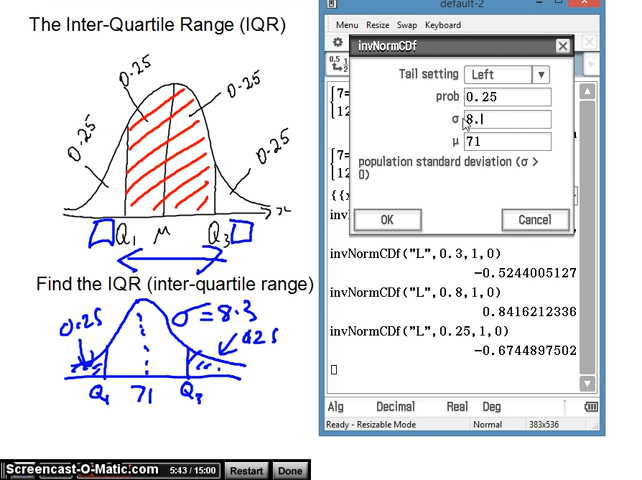 The Inter-Quartile Range (IQR)
0.25
0.25
0.25
0.25
x
Q1 μ Q3
Find the IQR (inter-quartile range)
0.25
σ = 8.3
0.25
Q1 71 Q3
default-2
Menu Resize Swap Keyboard
invNormCDf
Tail setting Left
prob 0.25
σ 8.
μ 71
population standard deviation (σ >
0)
OK Cancel
invNormCDf("L",0.3,1,0)
-0.5244005127
invNormCDf("L",0.8,1,0)
0.8416212336
invNormCDf("L",0.25,1,0)
-0.6744897502
Alg Decimal Real Deg
Ready - Resizable Mode Normal 383x536
Screencast-O-Matic.com 5:43 / 15:00 Restart Done